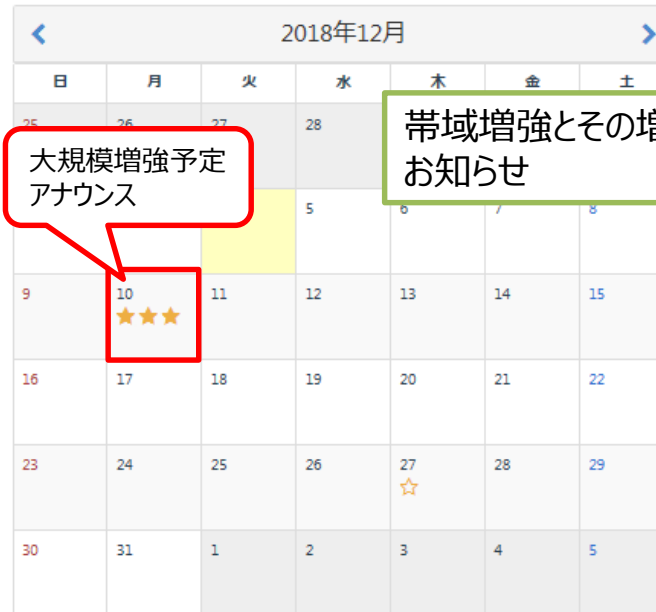 2018年12月
日 月 火 水 木 金 土
25 26 27 28
帯域増強とその増
お知らせ
大規模増強予定
アナウンス
5 6 7 8
9 10 11 12 13 14 15
★★★
16 17 18 19 20 21 22
23 24 25 26 27 28 29
☆
30 31 1 2 3 4 5